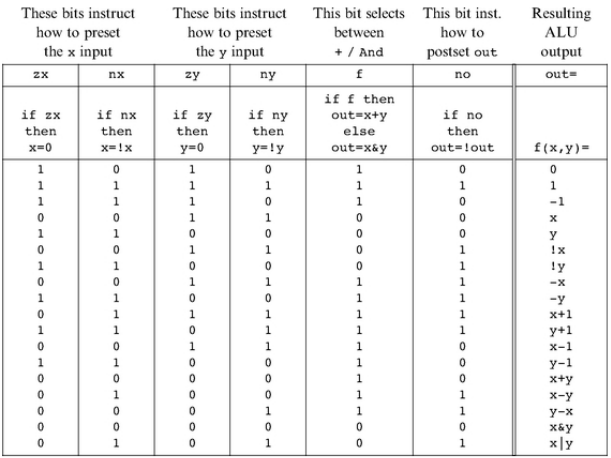 These bits instruct These bits instruct This bit selects This bit inst. Resulting
how to preset how to preset between how to ALU
the x input the y input + / And postset out output
zx nx zy ny f no out=
if f then
if zx if nx if zy if ny out=x+y if no
then then then then else then
x=0 x=!x y=0 y=!y out=x&y out=!out f(x,y)=
1 0 1 0 1 0 0
1 1 1 1 1 1 1
1 1 1 0 1 0 -1
0 0 1 1 0 0 x
1 1 0 0 0 0 y
0 0 1 1 0 1 !x
1 1 0 0 0 1 !y
0 0 1 1 1 1 -x
1 1 0 0 1 1 -y
0 1 1 1 1 1 x+1
1 1 0 1 1 1 y+1
0 0 1 1 1 0 x-1
1 1 0 0 1 0 y-1
0 0 0 0 1 0 x+y
0 1 0 0 1 1 x-y
0 0 0 1 1 1 y-x
0 0 0 0 0 0 x&y
0 1 0 1 0 1 x|y